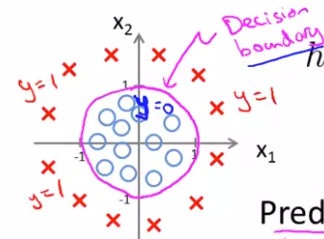 x₂
Decision
boundary
h
y=1
1
y=0
y=1
-1
1
x₁
y=1
-1
Pred